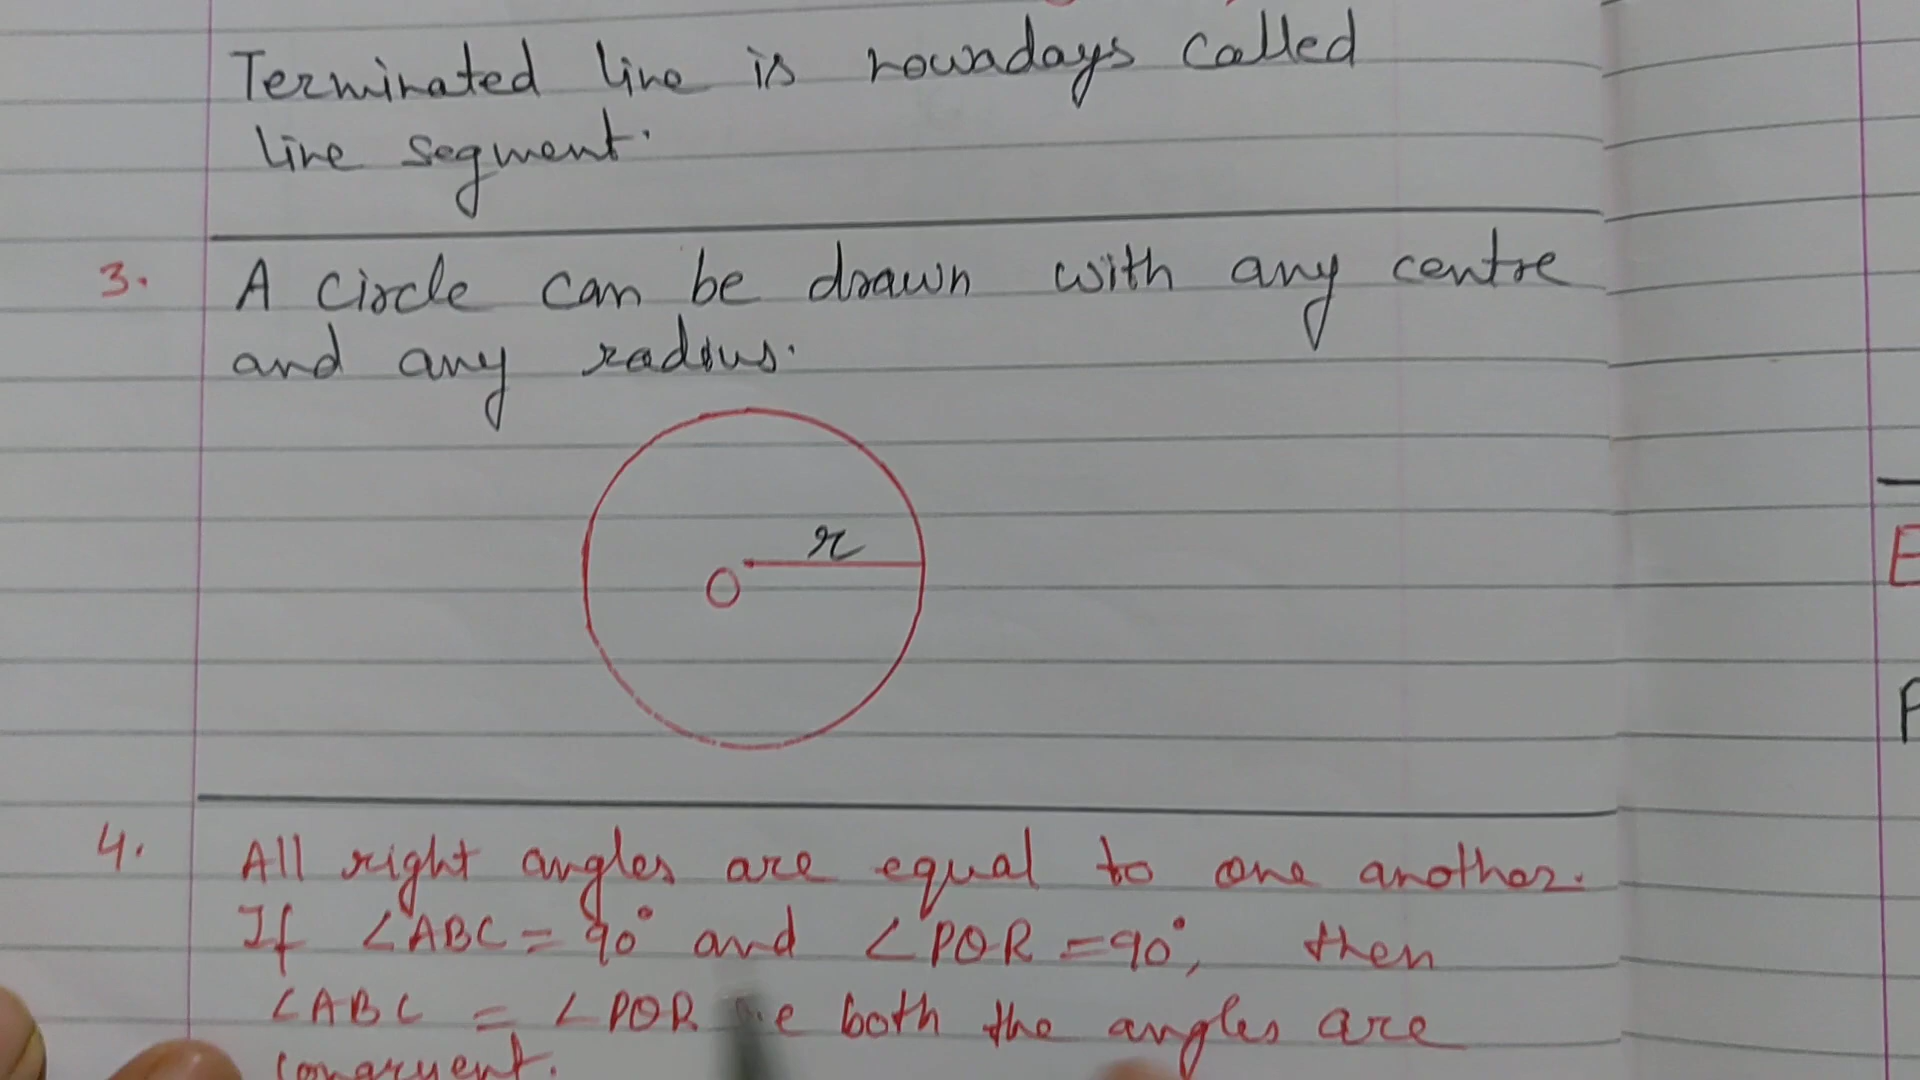 Terminated line is nowadays called
line segment.
3. A circle can be drawn with any centre
and any radius.
r
O
4. All right angles are equal to one another.
If ∠ABC = 90° and ∠PQR = 90°, then
∠ABC = ∠PQR i.e both the angles are
congruent.
E
P